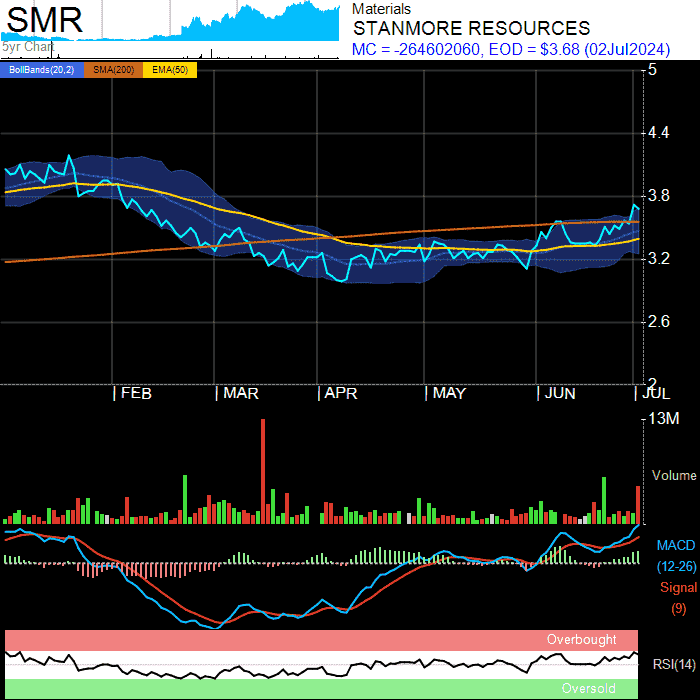 SMR
5yr Chart
Materials
STANMORE RESOURCES
MC = -264602060, EOD = $3.68 (02Jul2024)
BollBands(20,2) SMA(200) EMA(50)
5
4.4
3.8
3.2
2.6
2
FEB MAR APR MAY JUN JUL
13M
Volume
MACD
(12-26)
Signal
(9)
Overbought
RSI(14)
Oversold